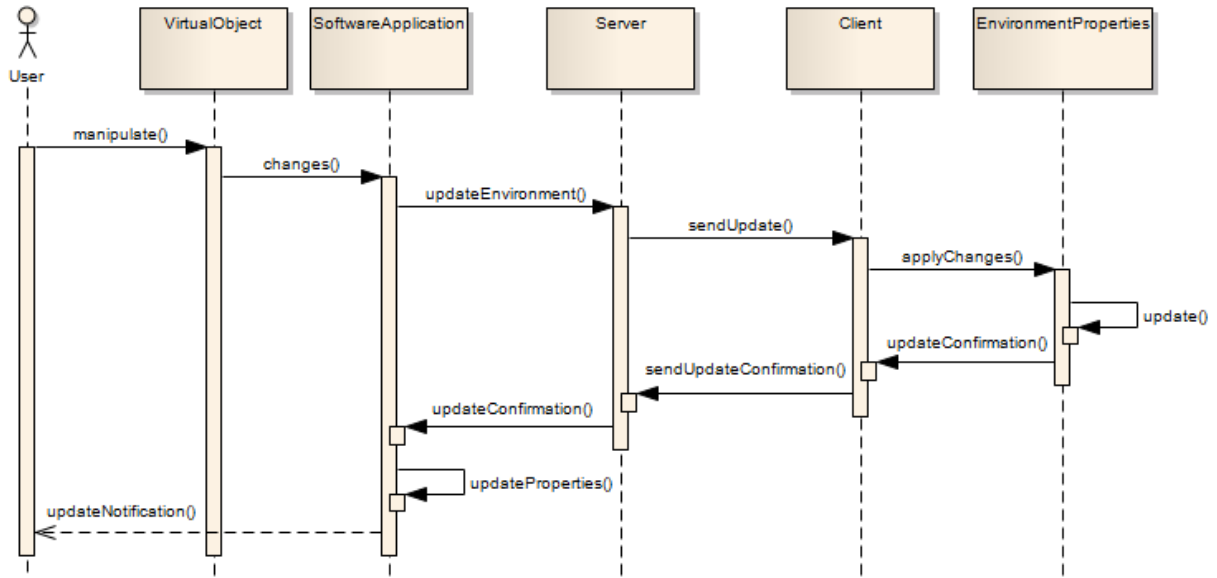 VirtualObject
SoftwareApplication
Server
Client
EnvironmentProperties
User
manipulate()
changes()
updateEnvironment()
sendUpdate()
applyChanges()
update()
updateConfirmation()
sendUpdateConfirmation()
updateConfirmation()
updateProperties()
updateNotification()